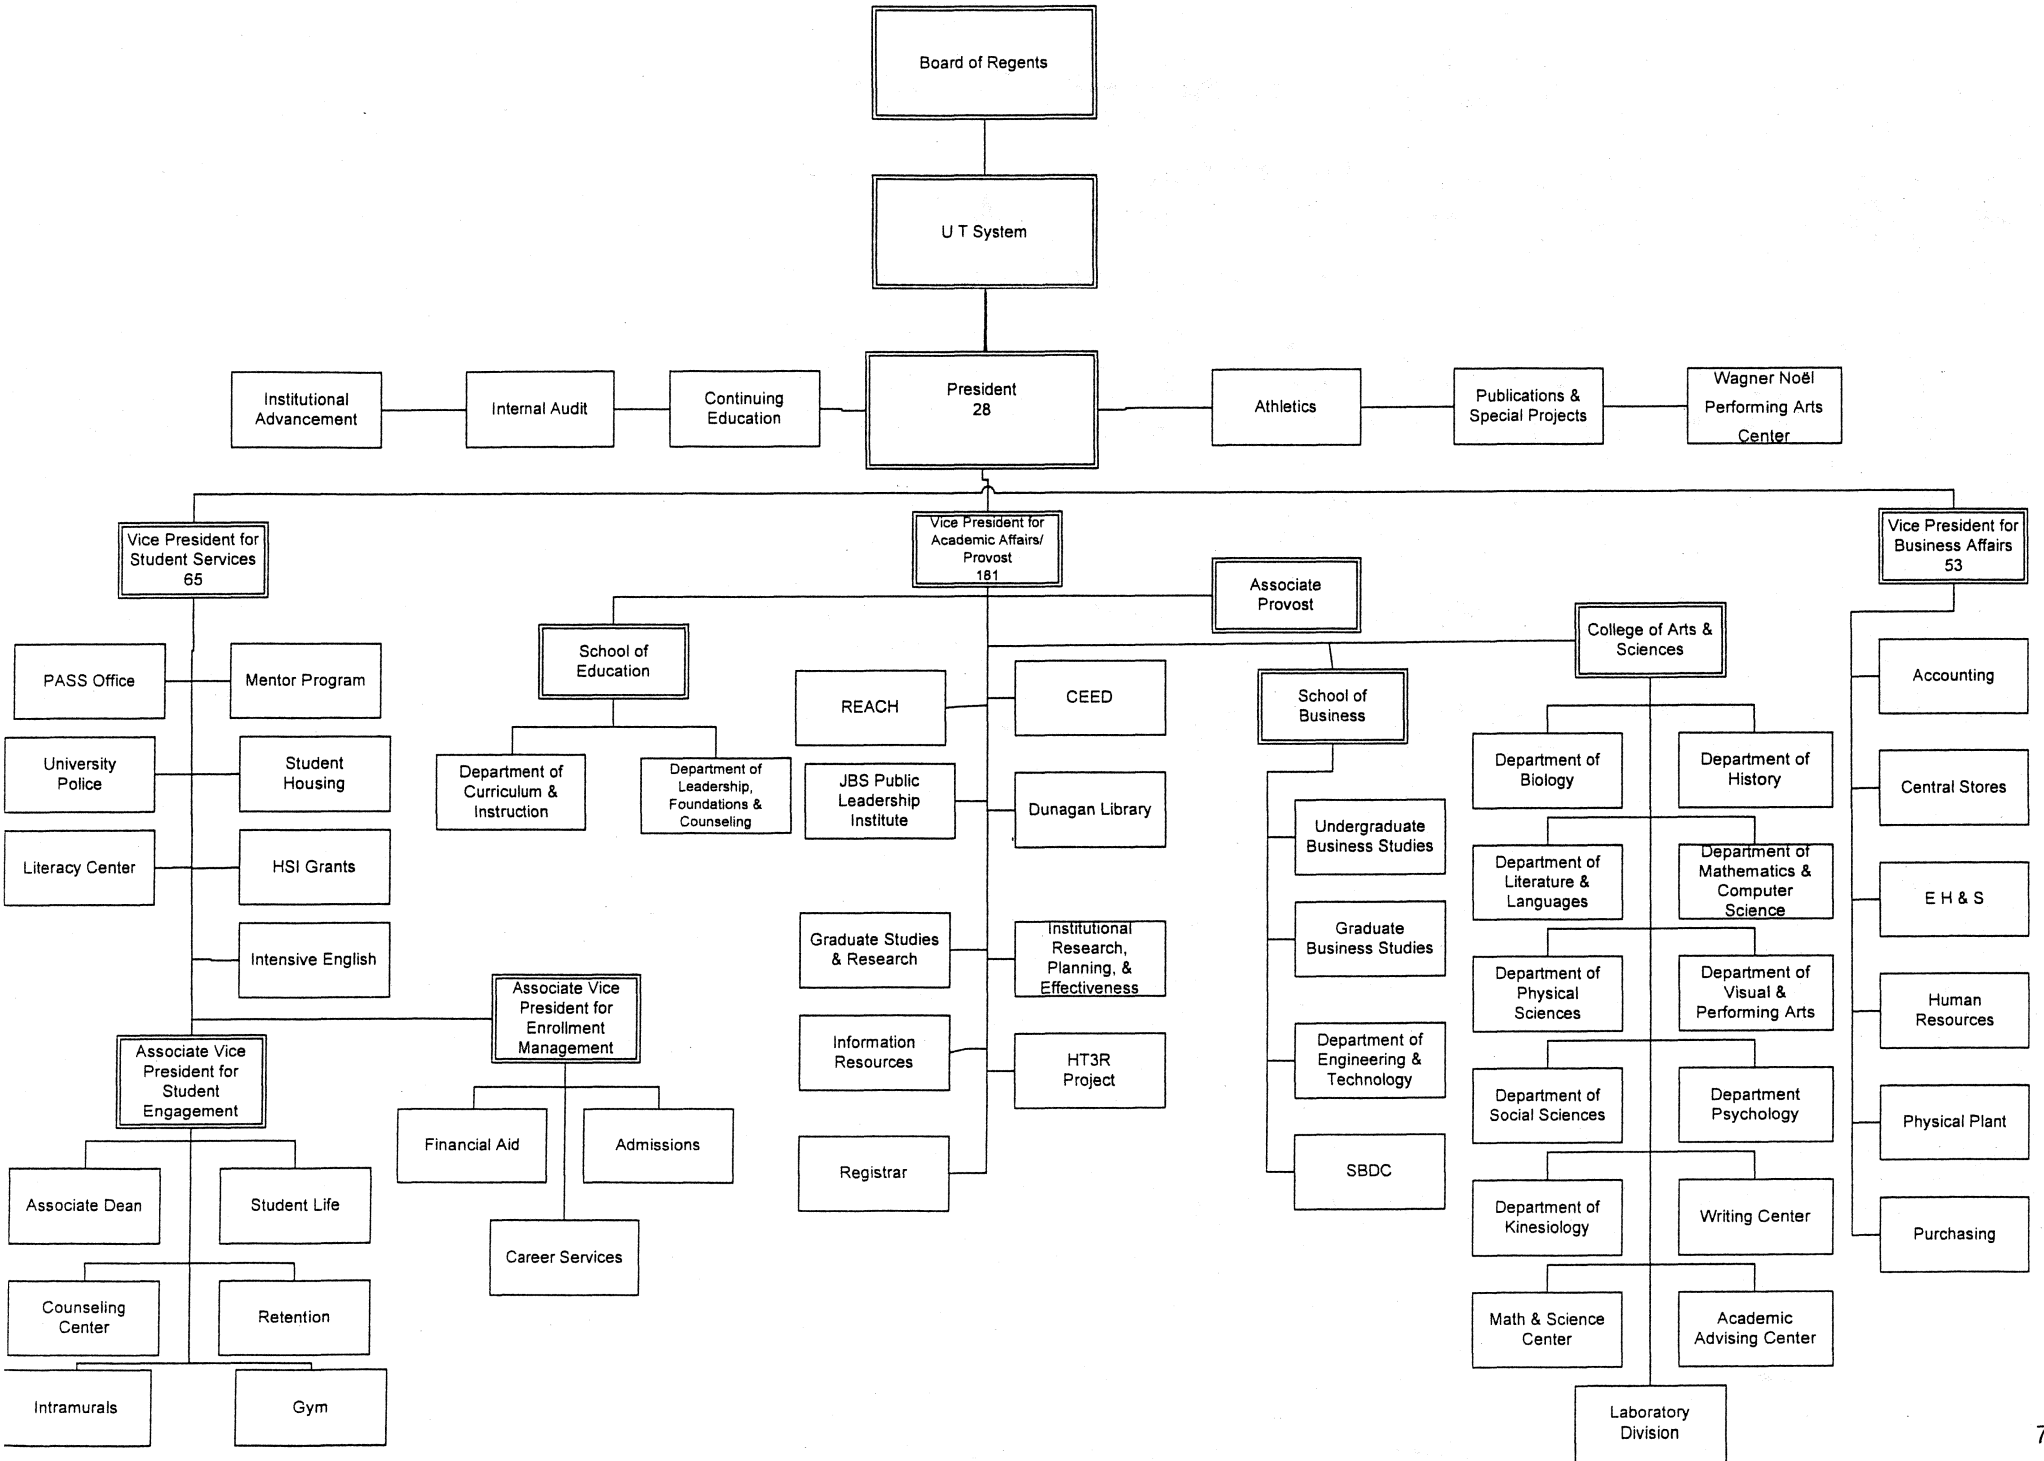 Board of Regents
U T System
President
28
Institutional
Advancement
Internal Audit
Continuing
Education
Athletics
Publications &
Special Projects
Wagner Noël
Performing Arts
Center
Vice President for
Student Services
65
Vice President for
Academic Affairs/
Provost
181
Vice President for
Business Affairs
53
Associate
Provost
School of
Education
College of Arts &
Sciences
School of
Business
PASS Office
Mentor Program
University
Police
Student
Housing
Literacy Center
HSI Grants
Intensive English
Associate Vice
President for
Enrollment
Management
Associate Vice
President for
Student
Engagement
Financial Aid
Admissions
Career Services
Associate Dean
Student Life
Counseling
Center
Retention
Intramurals
Gym
Department of
Curriculum &
Instruction
Department of
Leadership,
Foundations &
Counseling
REACH
CEED
JBS Public
Leadership
Institute
Dunagan Library
Graduate Studies
& Research
Institutional
Research,
Planning, &
Effectiveness
Information
Resources
HT3R
Project
Registrar
Undergraduate
Business Studies
Graduate
Business Studies
Department of
Engineering &
Technology
SBDC
Department of
Biology
Department of
History
Department of
Literature &
Languages
Department of
Mathematics &
Computer
Science
Department of
Physical
Sciences
Department of
Visual &
Performing Arts
Department of
Social Sciences
Department
Psychology
Department of
Kinesiology
Writing Center
Math & Science
Center
Academic
Advising Center
Laboratory
Division
Accounting
Central Stores
E H & S
Human
Resources
Physical Plant
Purchasing
7